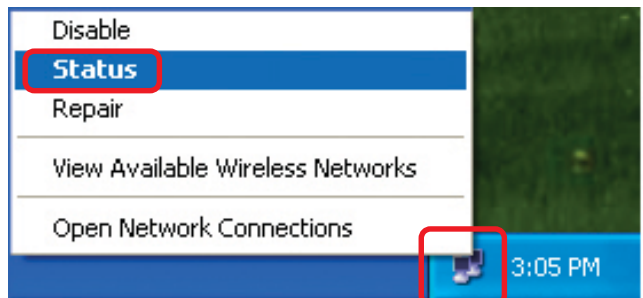 Disable
Status
Repair
View Available Wireless Networks
Open Network Connections
3:05 PM